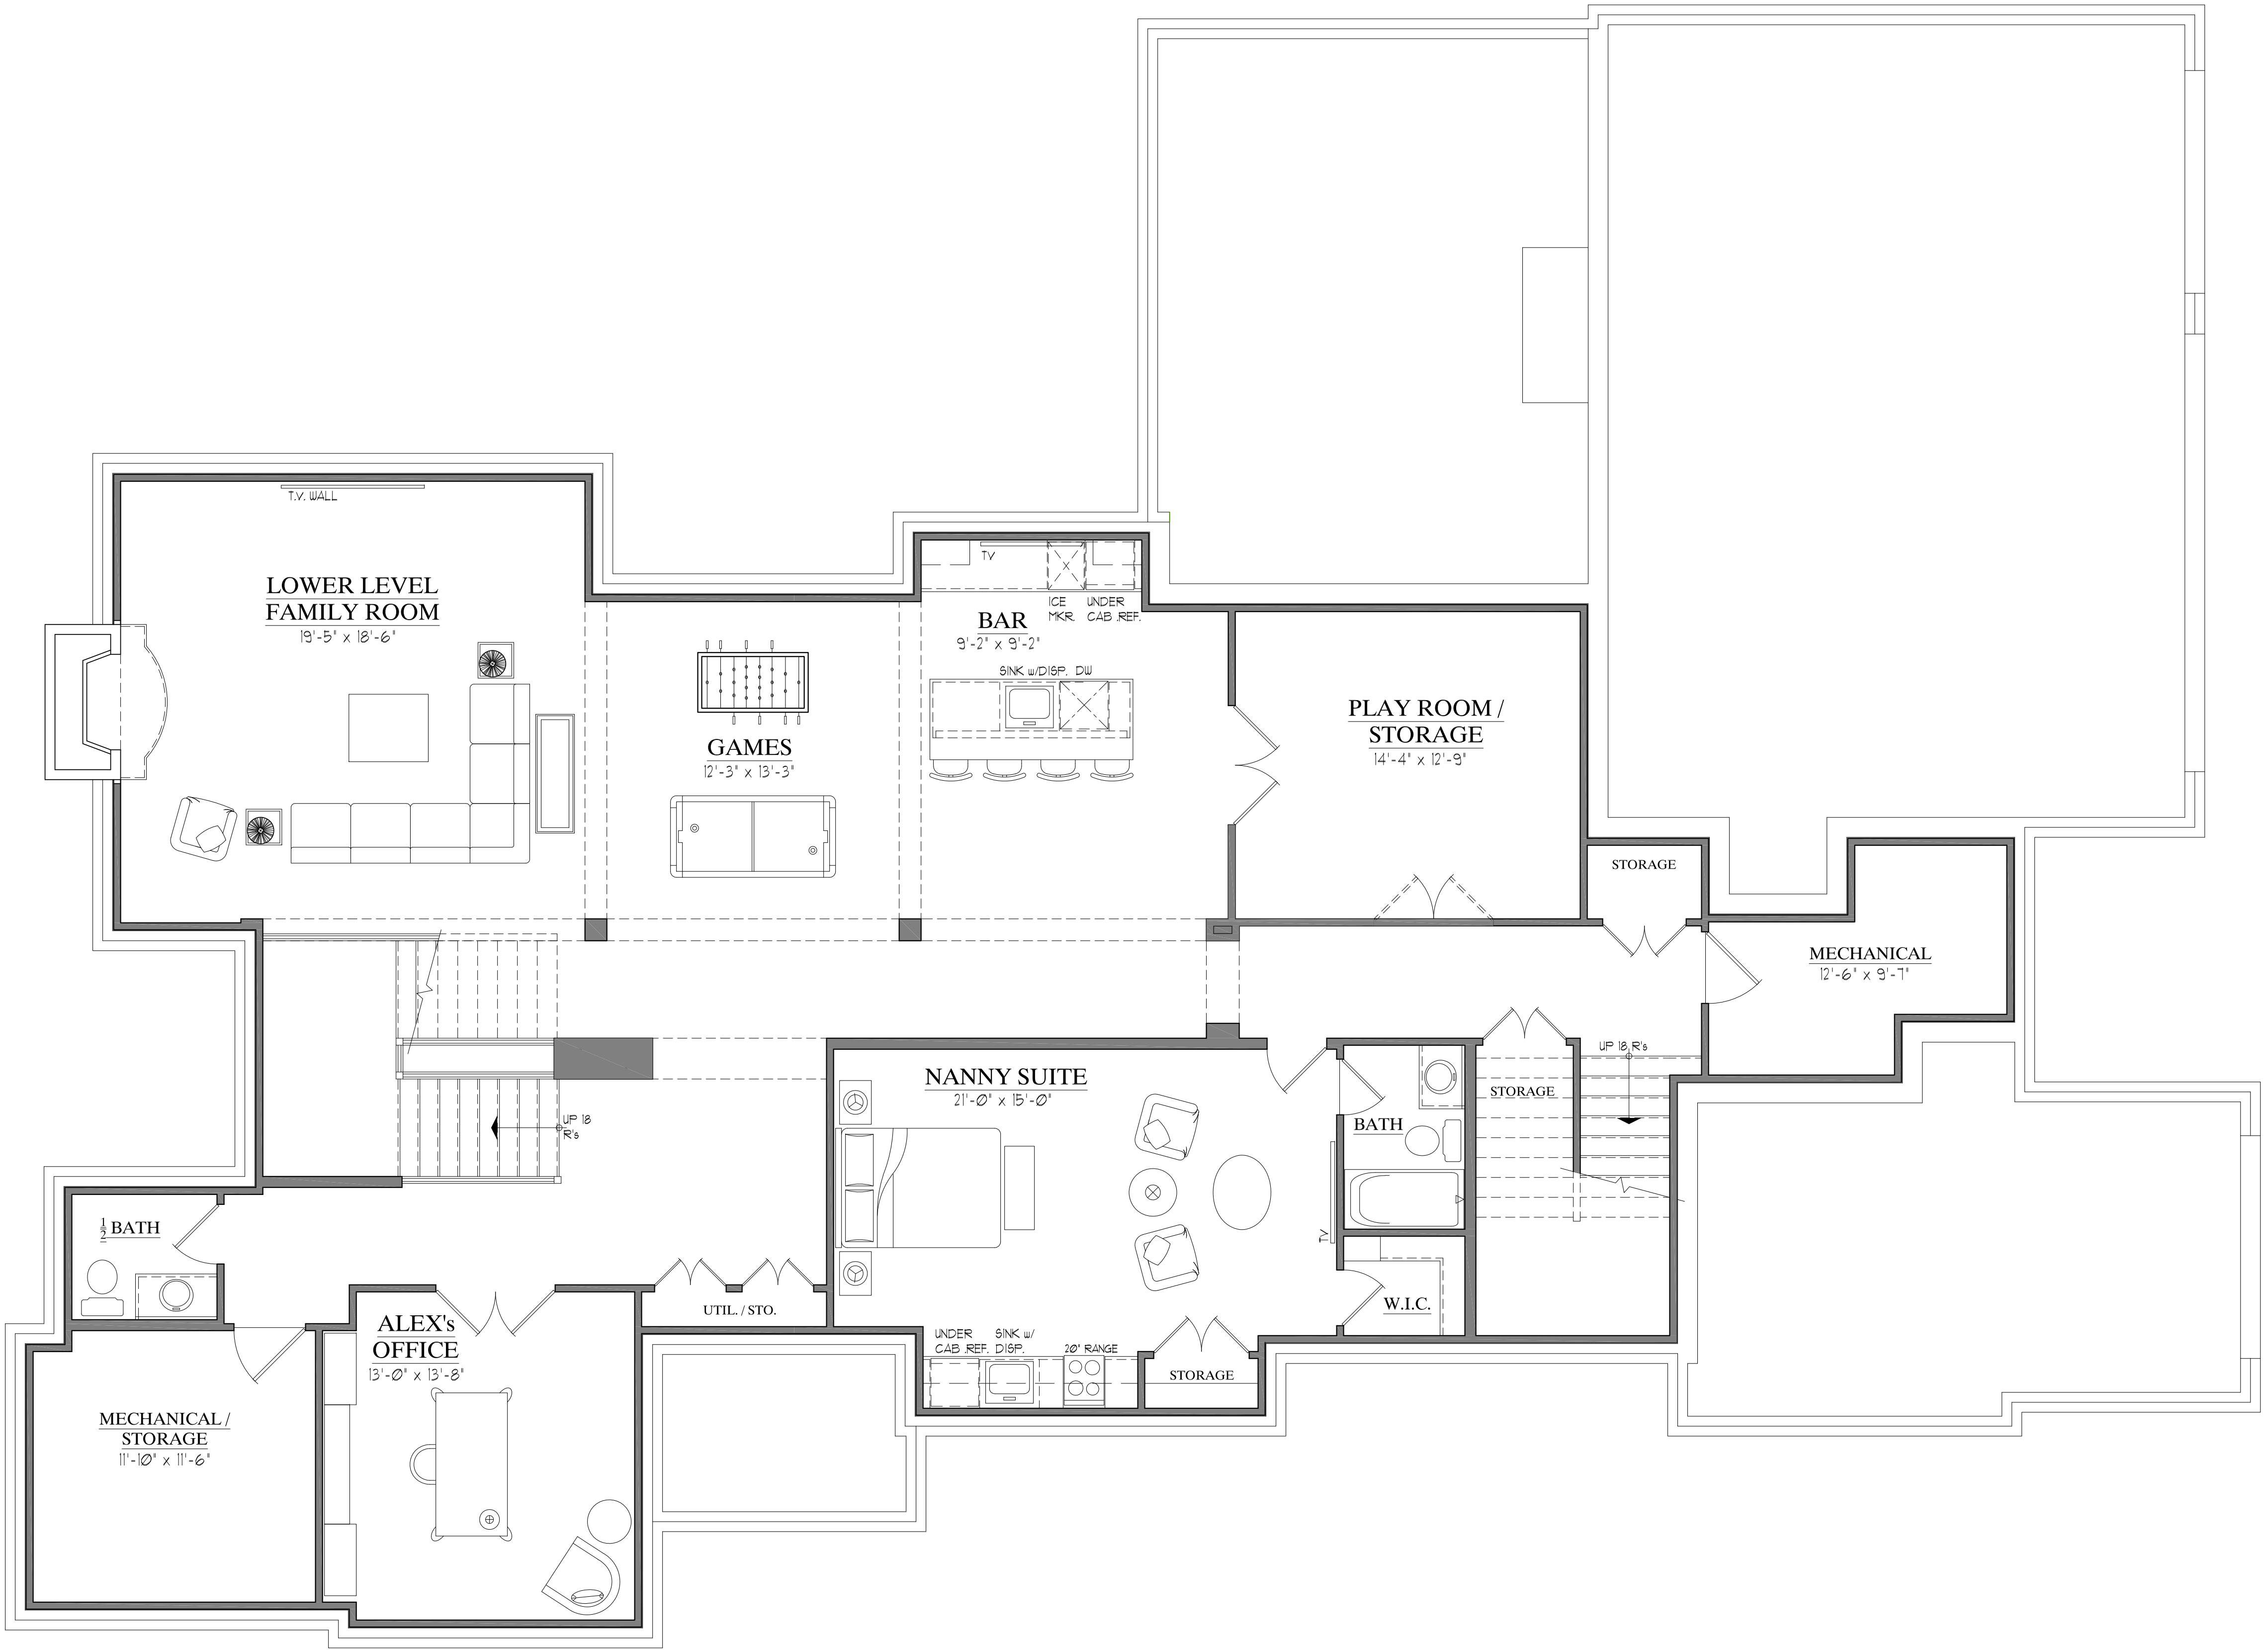 T.V. WALL
LOWER LEVEL
FAMILY ROOM
19'-5" x 18'-6"
GAMES
12'-3" x 13'-3"
TV
ICE
MKR.
UNDER
CAB .REF.
BAR
9'-2" x 9'-2"
SINK w/DISP. DW
PLAY ROOM /
STORAGE
14'-4" x 12'-9"
STORAGE
MECHANICAL
12'-6" x 9'-7"
UP 18 R's
STORAGE
NANNY SUITE
21'-0" x 15'-0"
BATH
TV
W.I.C.
UP 18
R's
1/2 BATH
UTIL. / STO.
ALEX's
OFFICE
13'-0" x 13'-8"
UNDER
CAB .REF.
SINK w/
DISP.
20" RANGE
STORAGE
MECHANICAL /
STORAGE
11'-10" x 11'-6"